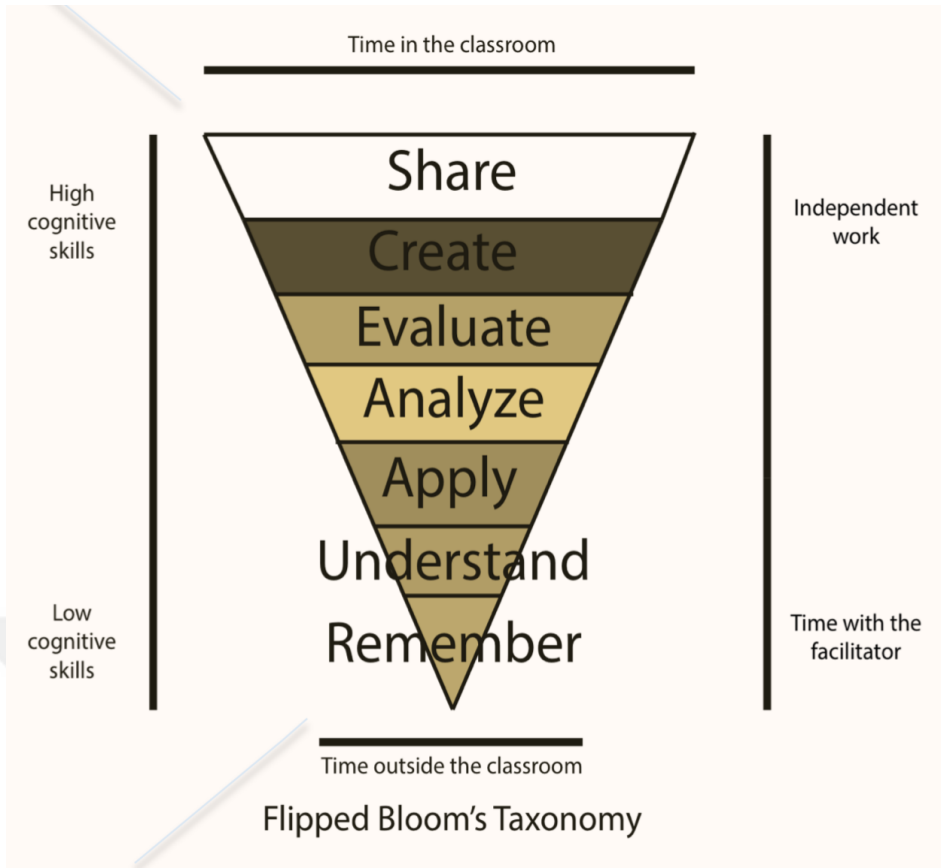 Time in the classroom
Share
High
cognitive
skills
Independent
work
Create
Evaluate
Analyze
Apply
Understand
Low
cognitive
skills
Remember
Time with the
facilitator
Time outside the classroom
Flipped Bloom's Taxonomy